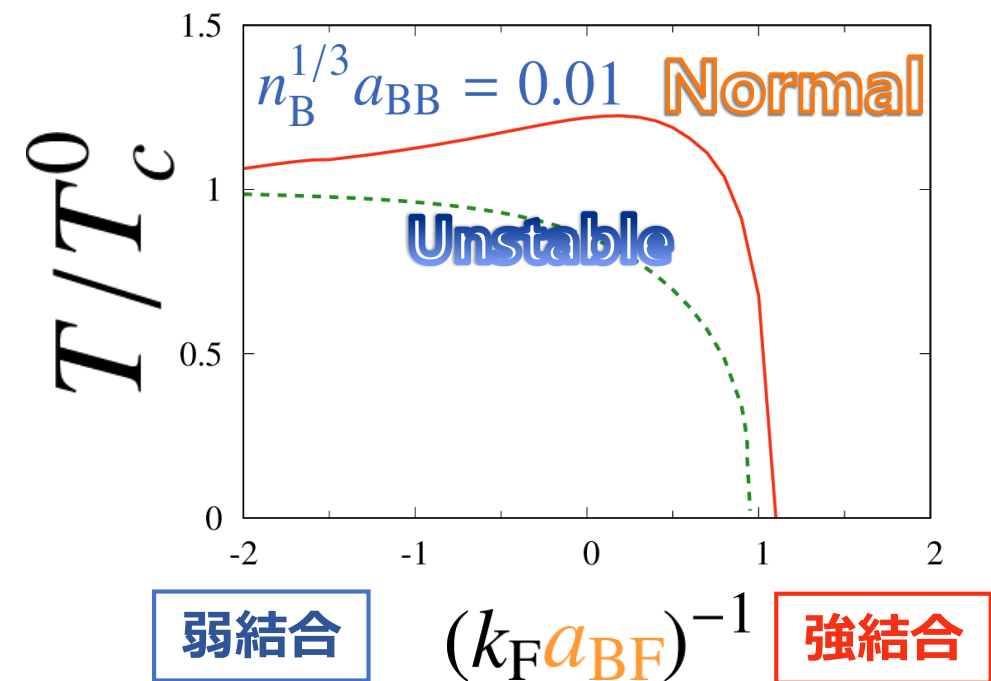 1.5
n_B^{1/3} a_BB = 0.01
Normal
T/T_c^0
1
Unstable
0.5
0
-2 -1 0 1 2
弱結合
(k_F a_BF)^{-1}
強結合